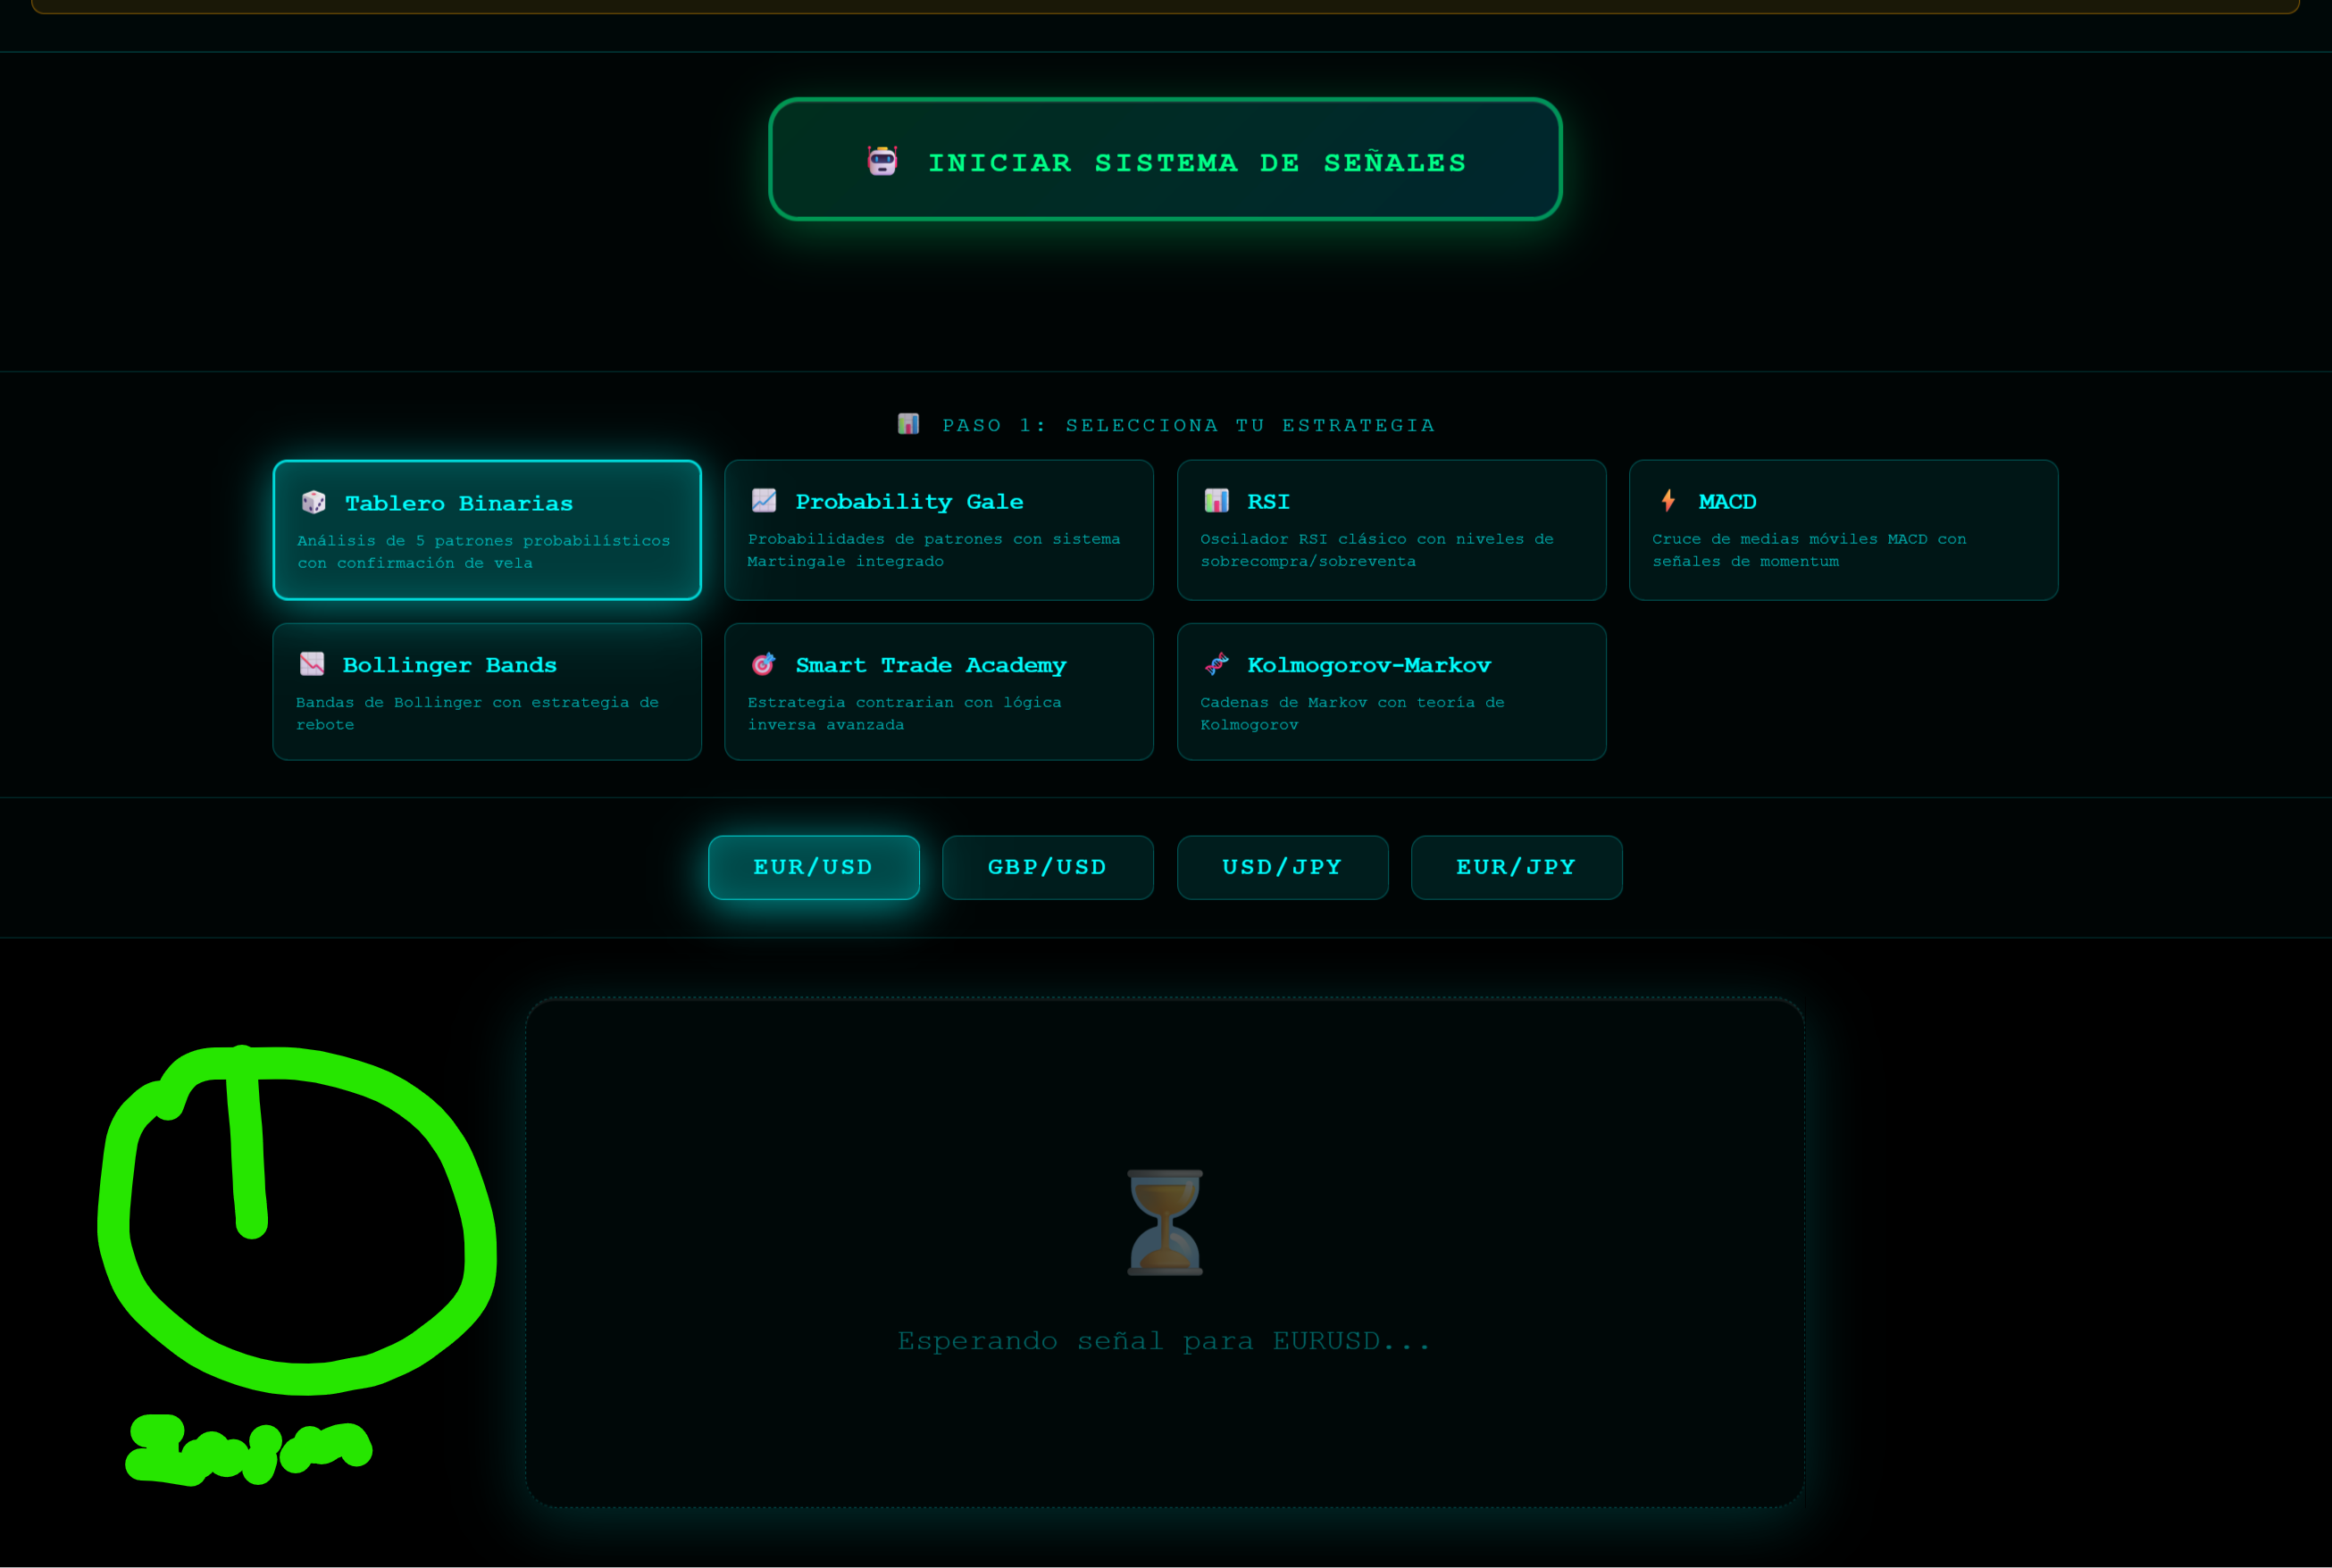 INICIAR SISTEMA DE SEÑALES
PASO 1: SELECCIONA TU ESTRATEGIA
Tablero Binarias
Análisis de 5 patrones probabilísticos
con confirmación de vela
Probability Gale
Probabilidades de patrones con sistema
Martingale integrado
RSI
Oscilador RSI clásico con niveles de
sobrecompra/sobreventa
MACD
Cruce de medias móviles MACD con
señales de momentum
Bollinger Bands
Bandas de Bollinger con estrategia de
rebote
Smart Trade Academy
Estrategia contrarian con lógica
inversa avanzada
Kolmogorov-Markov
Cadenas de Markov con teoría de
Kolmogorov
EUR/USD
GBP/USD
USD/JPY
EUR/JPY
Esperando señal para EURUSD...